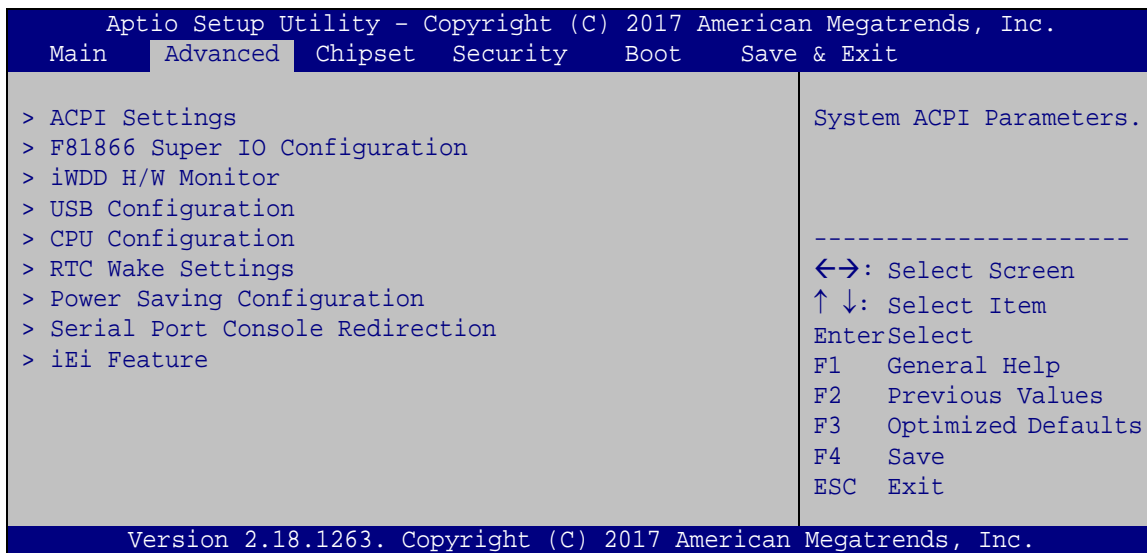 Aptio Setup Utility – Copyright (C) 2017 American Megatrends, Inc.
Main Advanced Chipset Security Boot Save & Exit
> ACPI Settings
> F81866 Super IO Configuration
> iWDD H/W Monitor
> USB Configuration
> CPU Configuration
> RTC Wake Settings
> Power Saving Configuration
> Serial Port Console Redirection
> iEi Feature
System ACPI Parameters.
----------------------
←→: Select Screen
↑ ↓: Select Item
EnterSelect
F1 General Help
F2 Previous Values
F3 Optimized Defaults
F4 Save
ESC Exit
Version 2.18.1263. Copyright (C) 2017 American Megatrends, Inc.